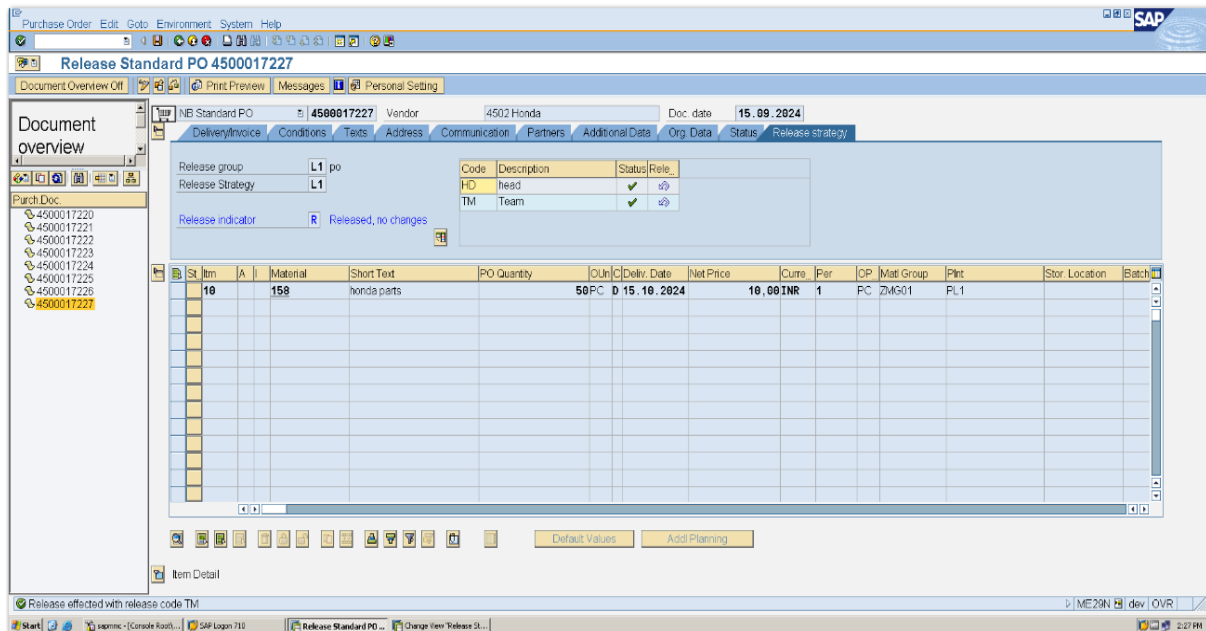 Purchase Order Edit Goto Environment System Help
SAP
Release Standard PO 4500017227
Document Overview Off Print Preview Messages Personal Setting
Document overview
Purch.Doc.
4500017220
4500017221
4500017222
4500017223
4500017224
4500017225
4500017226
4500017227
NB Standard PO 4500017227 Vendor 4502 Honda Doc. date 15.09.2024
Delivery/Invoice Conditions Texts Address Communication Partners Additional Data Org. Data Status Release strategy
Release group L1 po
Release Strategy L1
Release indicator R Released, no changes
Code Description Status Rele_
HD head
TM Team
St Itm A I Material Short Text PO Quantity OUn C Deliv. Date Net Price Curre_ Per OP Matl Group Plnt Stor. Location Batch
10 158 honda parts 50 PC D 15.10.2024 10,00 INR 1 PC ZMG01 PL1
Default Values Addl Planning
Item Detail
Release effected with release code TM
ME29N dev OVR
Start sapmmc - [Console Root\... SAP Logon 710 Release Standard PO ... Change View "Release St... 2:27 PM